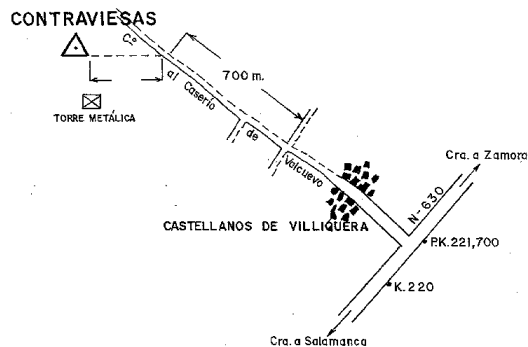 CONTRAVIESAS
C.º al Caserío de Valcuevo
700 m.
TORRE METÁLICA
Cra. a Zamora
N-630
CASTELLANOS DE VILLIQUERA
P.K. 221,700
K. 220
Cra. a Salamanca